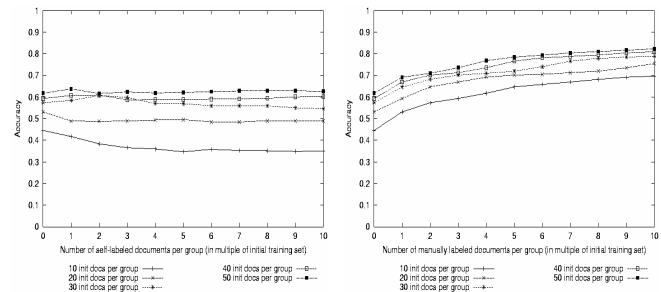 1
0.9
0.8
0.7
0.6
0.5
0.4
0.3
0.2
0.1
0
Accuracy
0 1 2 3 4 5 6 7 8 9 10
Number of self-labeled documents per group (in multiple of initial training set)
10 init docs per group
20 init docs per group
30 init docs per group
40 init docs per group
50 init docs per group
1
0.9
0.8
0.7
0.6
0.5
0.4
0.3
0.2
0.1
0
Accuracy
0 1 2 3 4 5 6 7 8 9 10
Number of manually labeled documents per group (in multiple of initial training set)
10 init docs per group
20 init docs per group
30 init docs per group
40 init docs per group
50 init docs per group